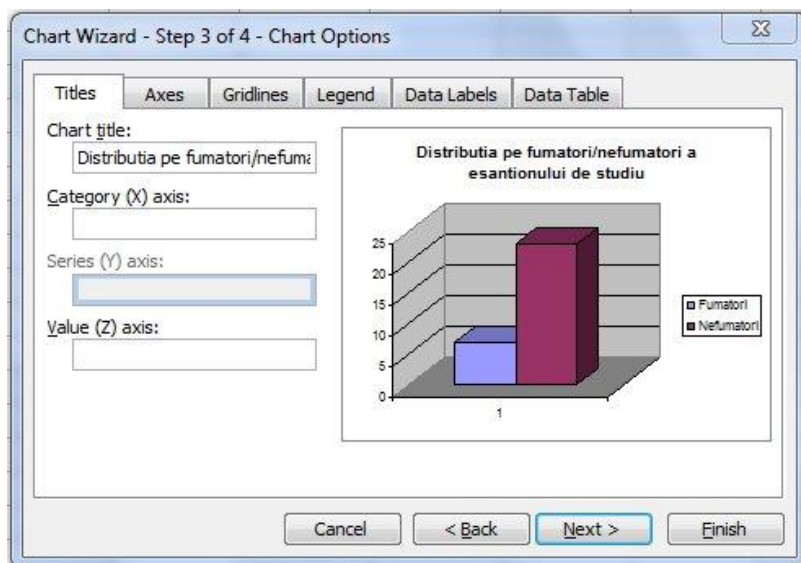 Chart Wizard - Step 3 of 4 - Chart Options
Titles
Axes
Gridlines
Legend
Data Labels
Data Table
Chart title:
Distributia pe fumatori/nefuma
Category (X) axis:
Series (Y) axis:
Value (Z) axis:
Distributia pe fumatori/nefumatori a
esantionului de studiu
25
20
15
10
5
0
1
Fumatori
Nefumatori
Cancel
< Back
Next >
Finish